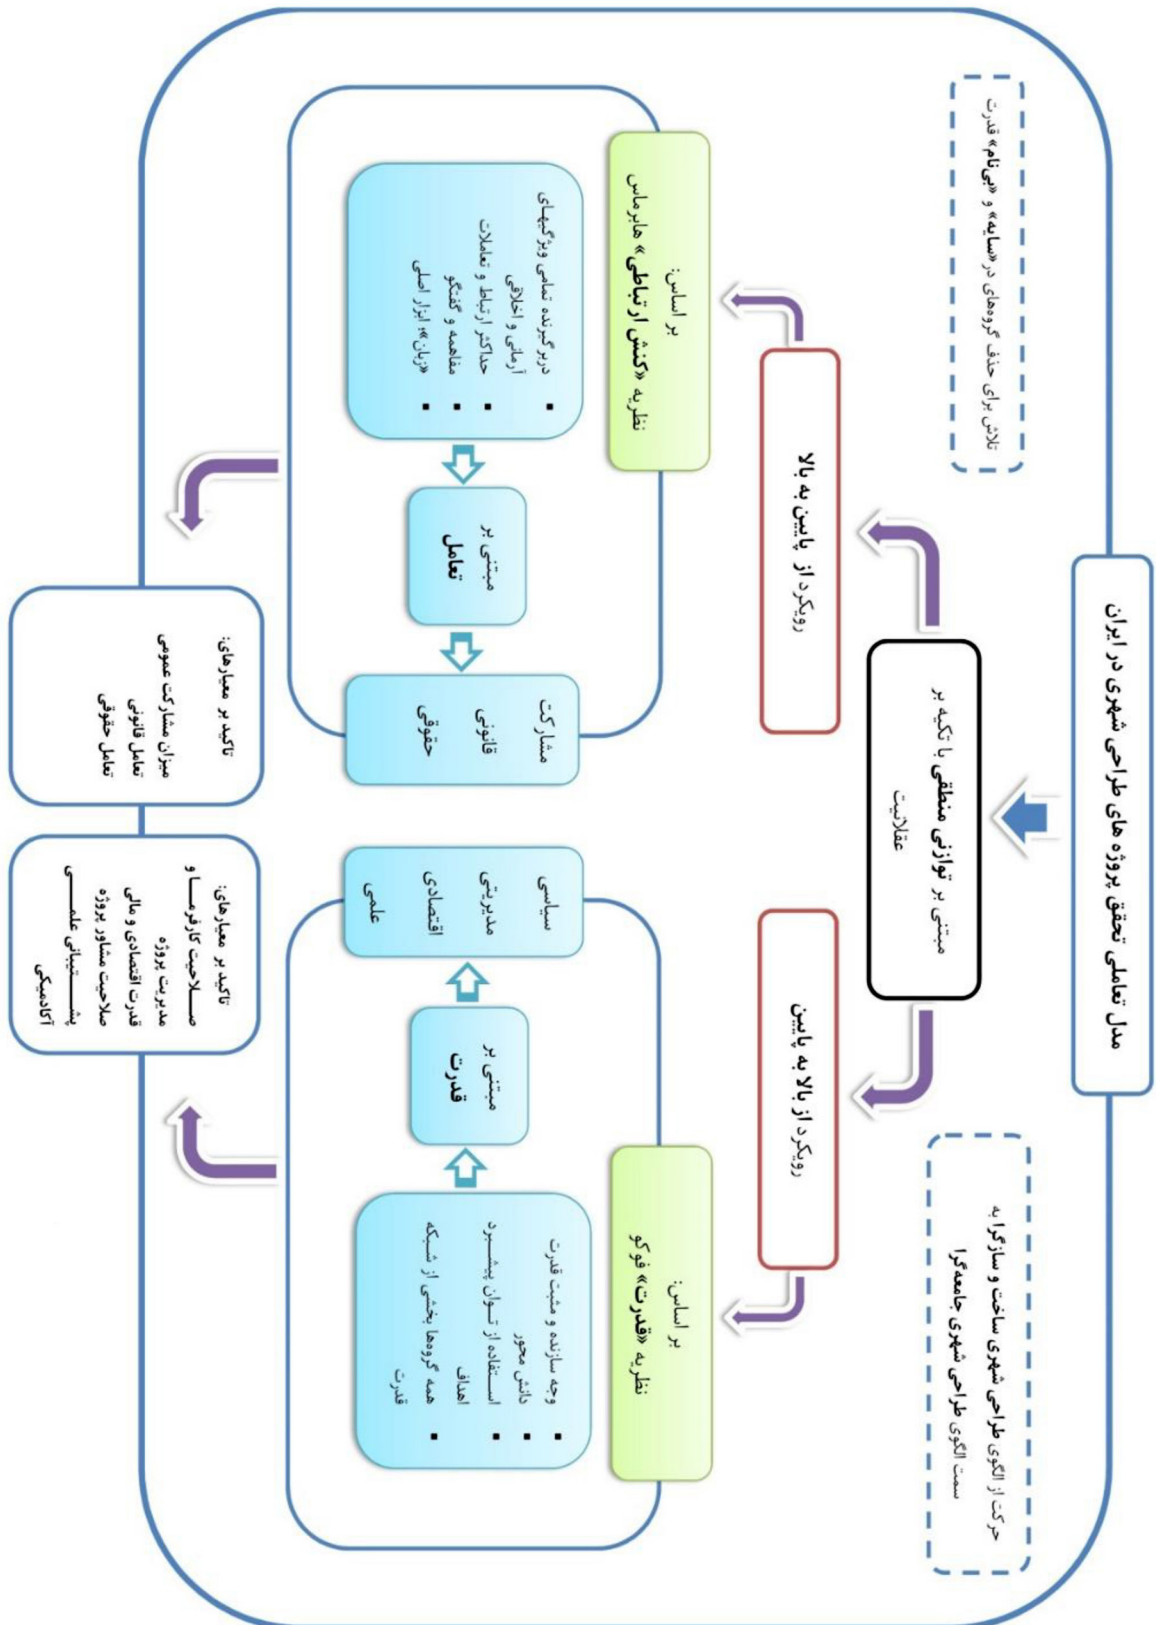 مدل تعاملی تحقق پروژه های طراحی شهری در ایران
حرکت از الگوی طراحی شهری ساخت و سازگرا به
سمت الگوی طراحی شهری جامعه‌گرا
تلاش برای حذف گروه‌های در «سایه» و «بی‌نام» قدرت
مبتنی بر توازنی منطقی با تکیه بر
عقلانیت
رویکرد از بالا به پایین
رویکرد از پایین به بالا
بر اساس:
نظریه «قدرت» فوکو
بر اساس:
نظریه «کنش ارتباطی» هابرماس
▪ وجه سازنده و مثبت قدرت
▪ دانش محور
▪ استفاده از توان پیشبرد
اهداف
▪ همه گروه‌ها بخشی از شبکه
قدرت
مبتنی بر
قدرت
سیاسی
مدیریتی
اقتصادی
علمی
▪ دربرگیرنده تمامی ویژگیهای
آرمانی و اخلاقی
▪ حداکثر ارتباط و تعاملات
▪ مفاهمه و گفتگو
▪ «زبان»؛ ابزار اصلی
مبتنی بر
تعامل
مشارکت
قانونی
حقوقی
تاکید بر معیارهای:
صلاحیت کارفرما و
مدیریت پروژه
قدرت اقتصادی و مالی
صلاحیت مشاور پروژه
پشتیبانی علمی
آکادمیکی
تاکید بر معیارهای:
میزان مشارکت عمومی
تعامل قانونی
تعامل حقوقی